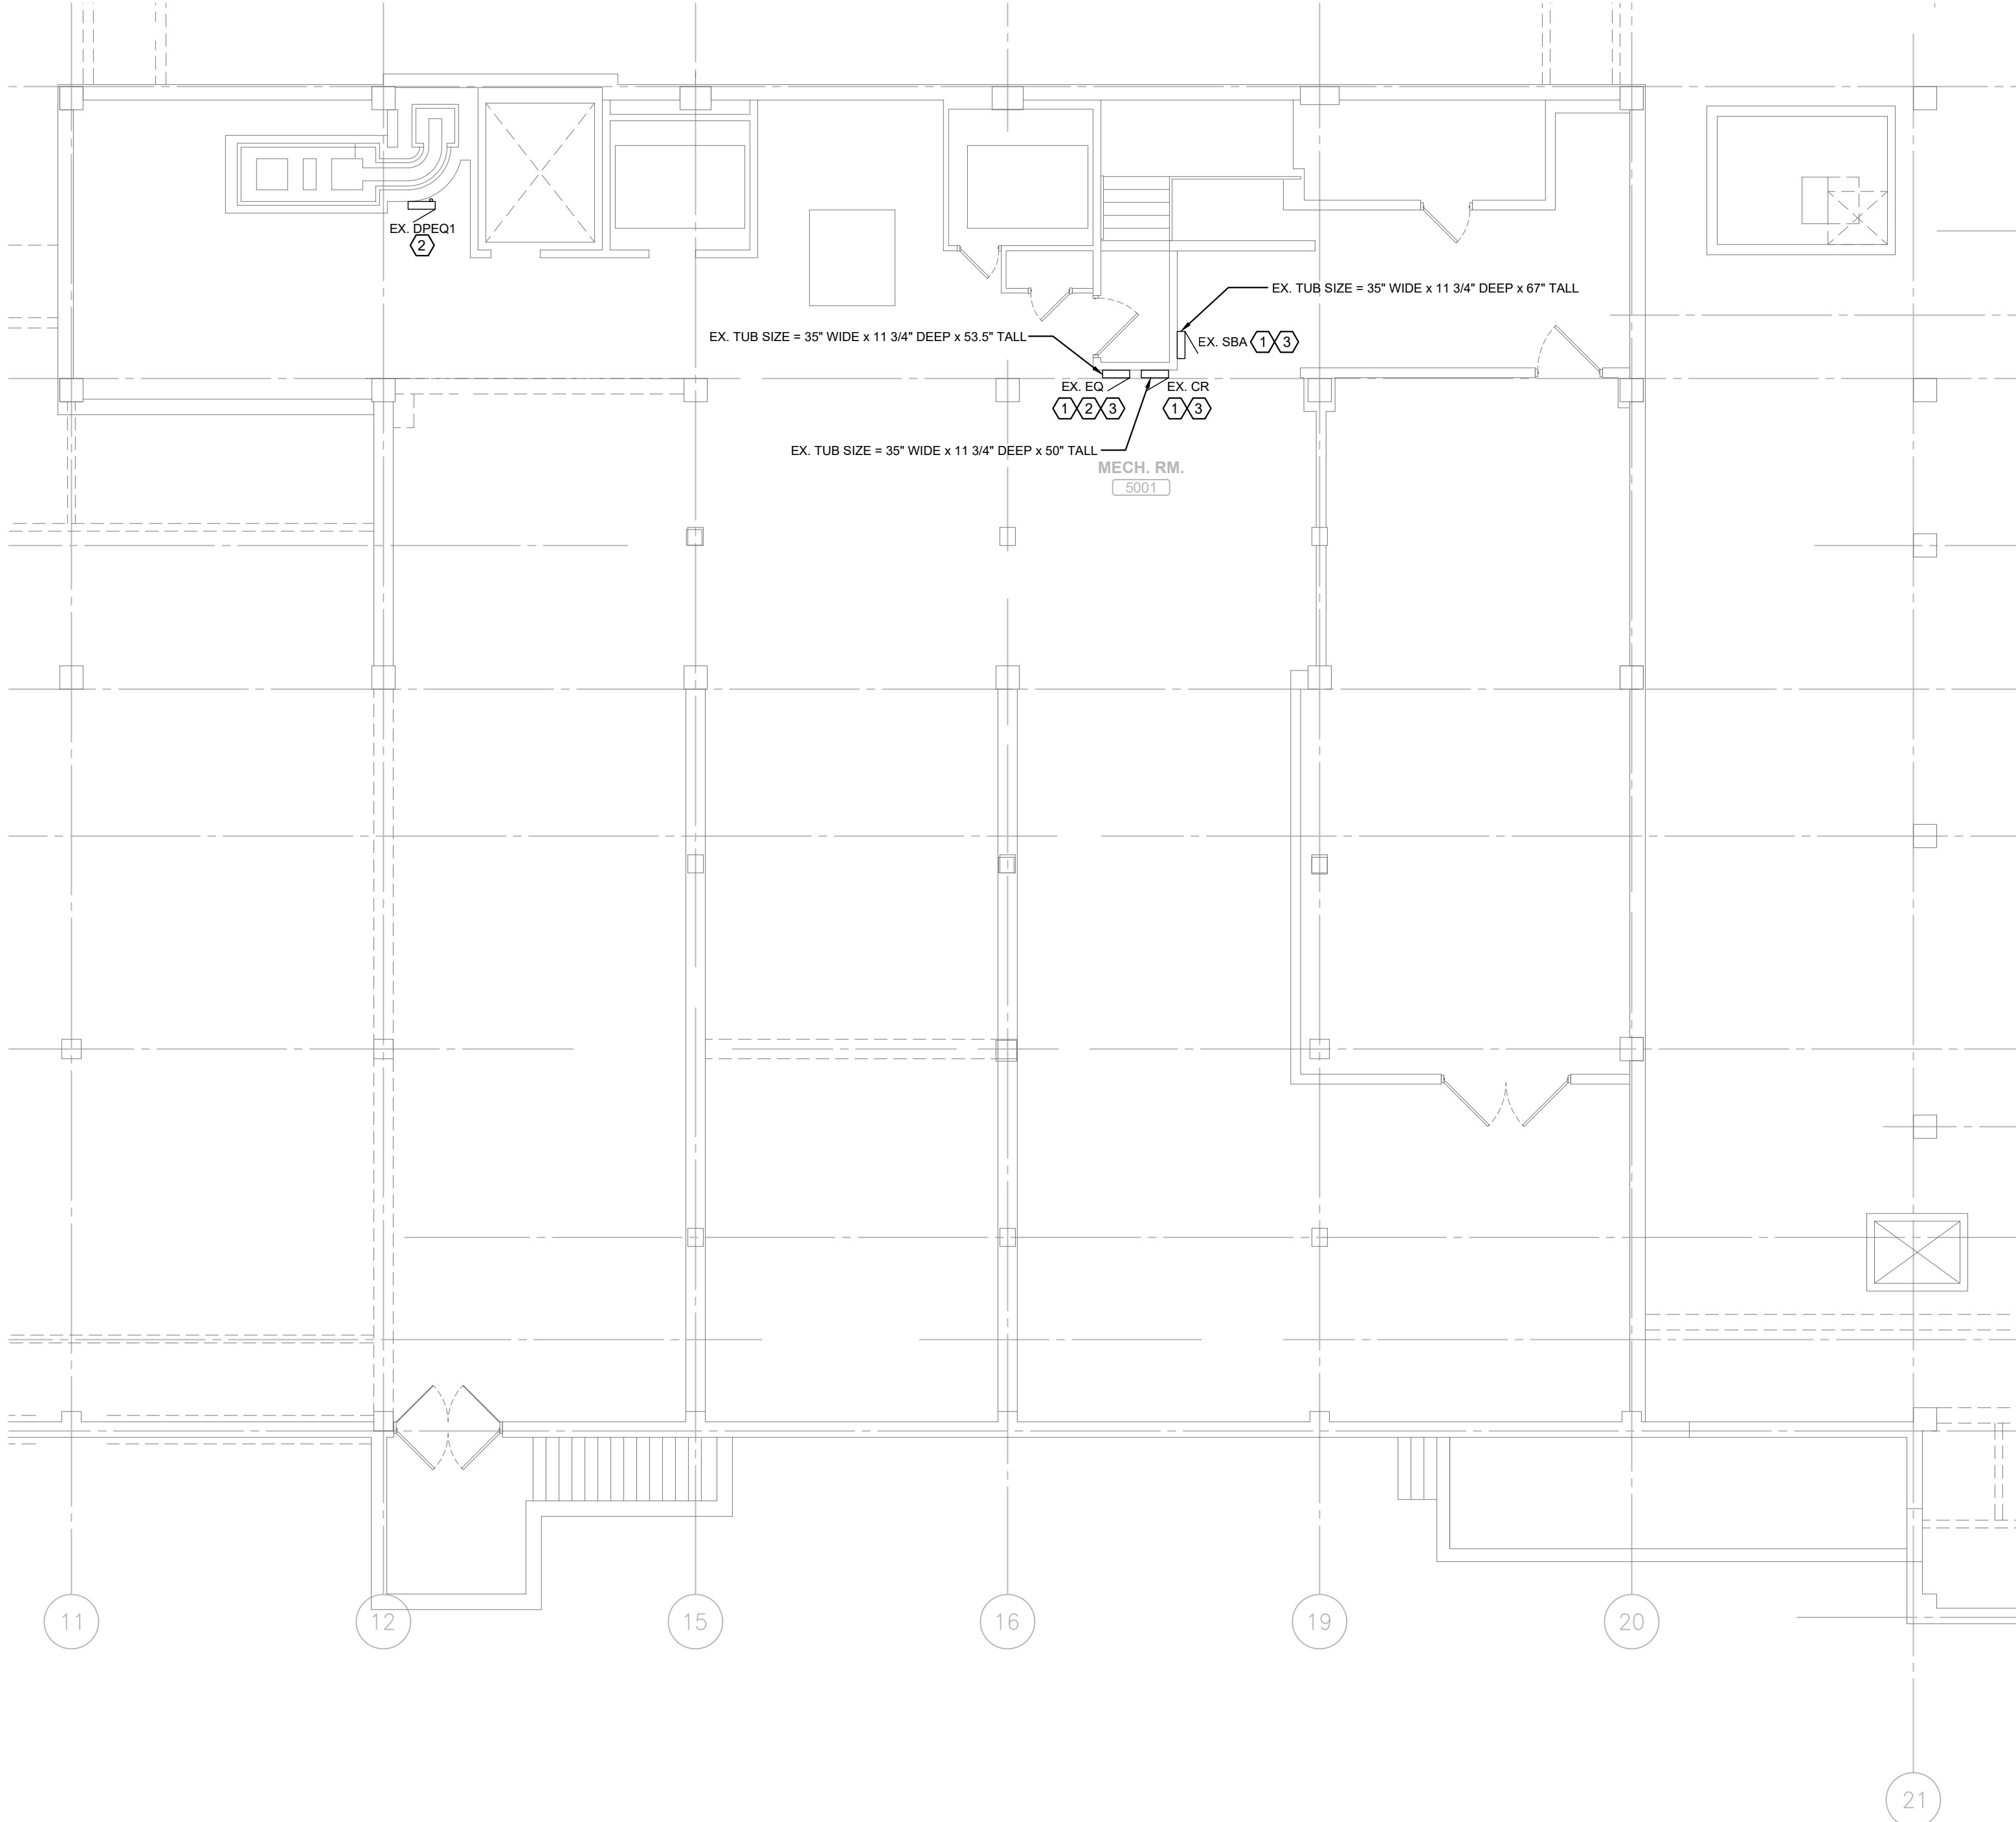 EX. DPEQ1
2
EX. TUB SIZE = 35" WIDE x 11 3/4" DEEP x 67" TALL
EX. TUB SIZE = 35" WIDE x 11 3/4" DEEP x 53.5" TALL
EX. SBA 1 3
EX. EQ
1 2 3
EX. CR
1 3
EX. TUB SIZE = 35" WIDE x 11 3/4" DEEP x 50" TALL
MECH. RM.
5001
11
12
15
16
19
20
21